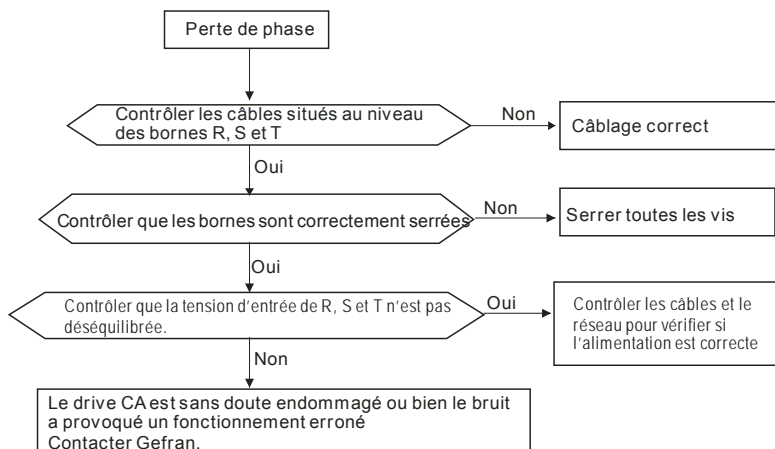 Perte de phase
Contrôler les câbles situés au niveau
des bornes R, S et T
Non
Câblage correct
Oui
Contrôler que les bornes sont correctement serrées
Non
Serrer toutes les vis
Oui
Contrôler que la tension d'entrée de R, S et T n'est pas
déséquilibrée.
Oui
Contrôler les câbles et le
réseau pour vérifier si
l'alimentation est correcte
Non
Le drive CA est sans doute endommagé ou bien le bruit
a provoqué un fonctionnement erroné
Contacter Gefran.